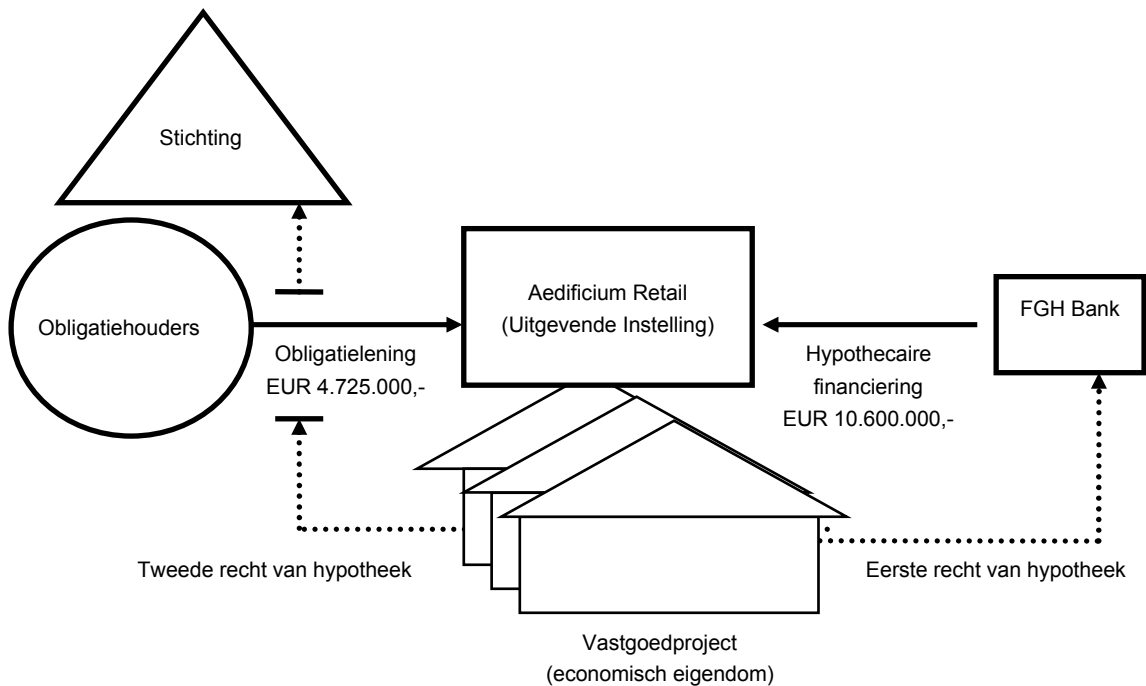 Stichting
Obligatiehouders
Obligatielening
EUR 4.725.000,-
Aedificium Retail
(Uitgevende Instelling)
Hypothecaire
financiering
EUR 10.600.000,-
FGH Bank
Tweede recht van hypotheek
Eerste recht van hypotheek
Vastgoedproject
(economisch eigendom)